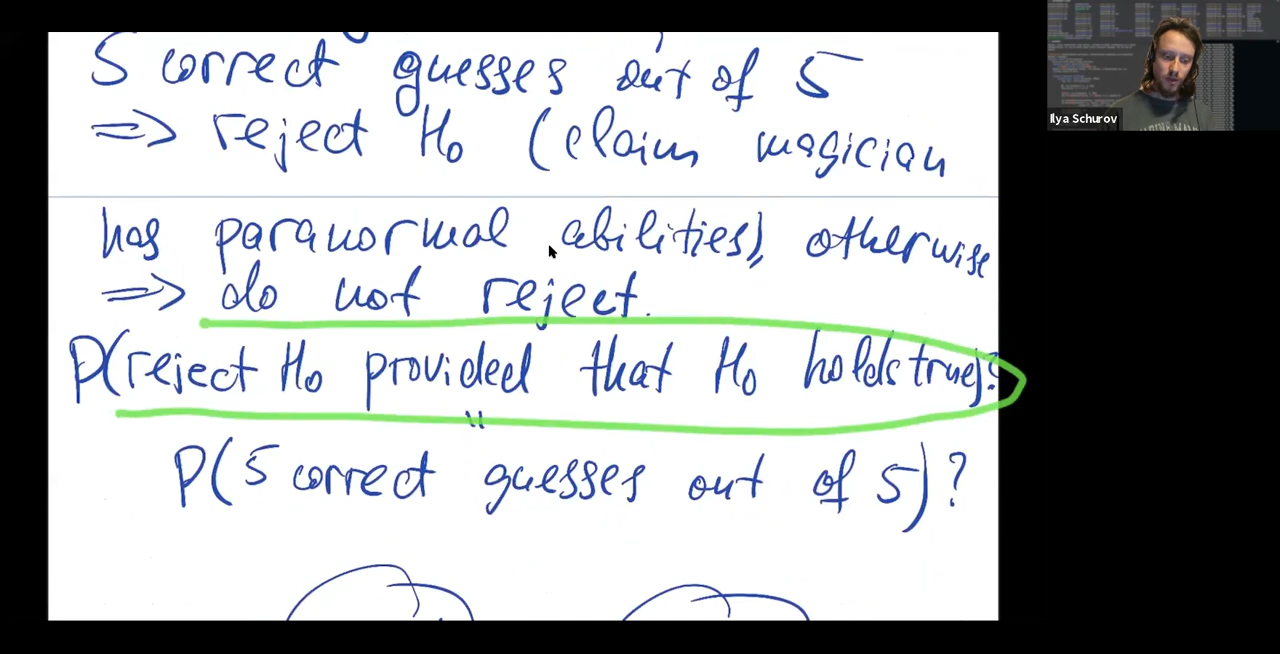 5 correct guesses out of 5
=> reject H₀ (claim magician
has paranormal abilities), otherwise
=> do not reject.
P(reject H₀ provided that H₀ holds true)?
"
P(5 correct guesses out of 5)?
Ilya Schurov